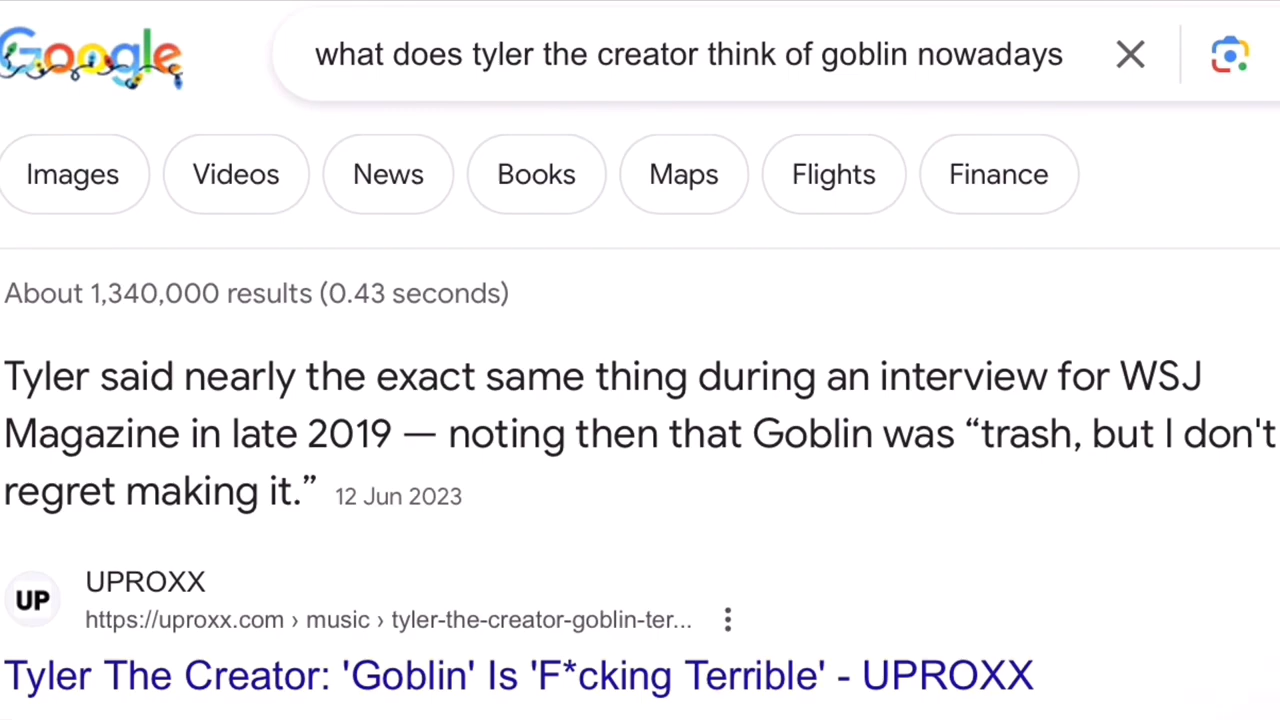 Google
what does tyler the creator think of goblin nowadays
Images
Videos
News
Books
Maps
Flights
Finance
About 1,340,000 results (0.43 seconds)
Tyler said nearly the exact same thing during an interview for WSJ
Magazine in late 2019 — noting then that Goblin was “trash, but I don't
regret making it.” 12 Jun 2023
UP
UPROXX
https://uproxx.com › music › tyler-the-creator-goblin-ter...
Tyler The Creator: 'Goblin' Is 'F*cking Terrible' - UPROXX